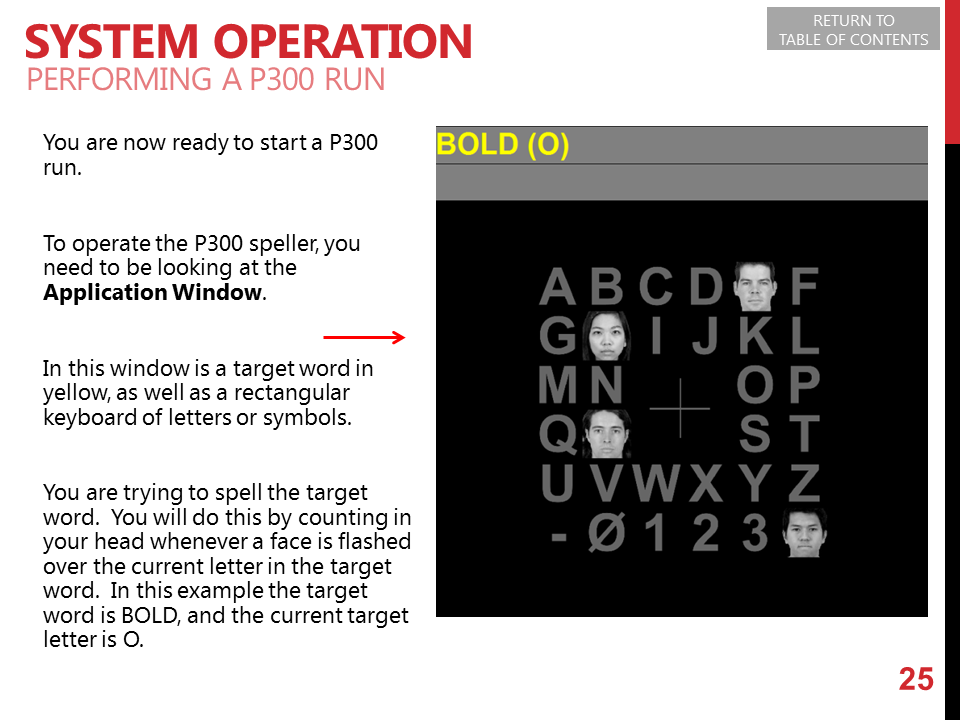 SYSTEM OPERATION
PERFORMING A P300 RUN
RETURN TO
TABLE OF CONTENTS
You are now ready to start a P300
run.
To operate the P300 speller, you
need to be looking at the
Application Window.
In this window is a target word in
yellow, as well as a rectangular
keyboard of letters or symbols.
You are trying to spell the target
word.  You will do this by counting in
your head whenever a face is flashed
over the current letter in the target
word.  In this example the target
word is BOLD, and the current target
letter is O.
BOLD (O)
A B C D F
G I J K L
M N O P
Q S T
U V W X Y Z
- Ø 1 2 3
25